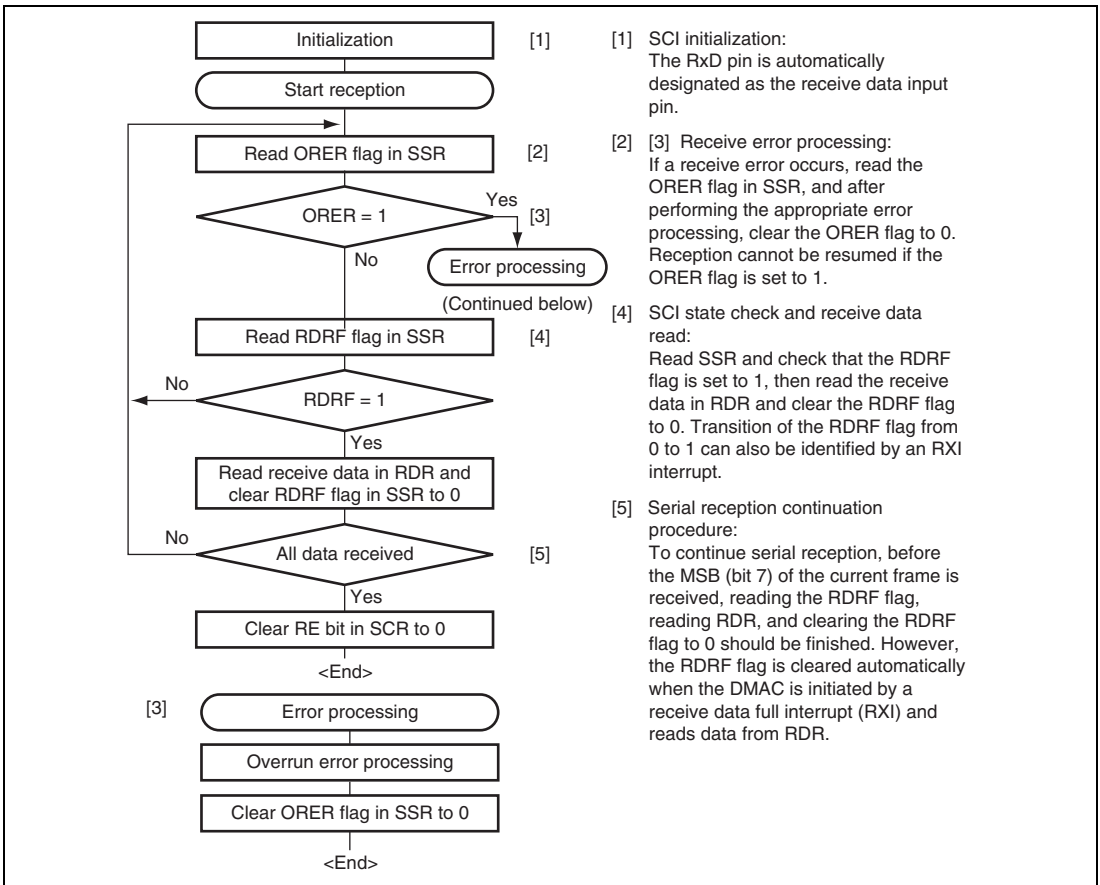 Initialization [1]
Start reception
Read ORER flag in SSR [2]
ORER = 1
Yes
[3]
No
Error processing
(Continued below)
Read RDRF flag in SSR [4]
No
RDRF = 1
Yes
Read receive data in RDR and
clear RDRF flag in SSR to 0
No
All data received [5]
Yes
Clear RE bit in SCR to 0
<End>
[3]
Error processing
Overrun error processing
Clear ORER flag in SSR to 0
<End>
[1] SCI initialization:
The RxD pin is automatically
designated as the receive data input
pin.
[2] [3] Receive error processing:
If a receive error occurs, read the
ORER flag in SSR, and after
performing the appropriate error
processing, clear the ORER flag to 0.
Reception cannot be resumed if the
ORER flag is set to 1.
[4] SCI state check and receive data
read:
Read SSR and check that the RDRF
flag is set to 1, then read the receive
data in RDR and clear the RDRF flag
to 0. Transition of the RDRF flag from
0 to 1 can also be identified by an RXI
interrupt.
[5] Serial reception continuation
procedure:
To continue serial reception, before
the MSB (bit 7) of the current frame is
received, reading the RDRF flag,
reading RDR, and clearing the RDRF
flag to 0 should be finished. However,
the RDRF flag is cleared automatically
when the DMAC is initiated by a
receive data full interrupt (RXI) and
reads data from RDR.